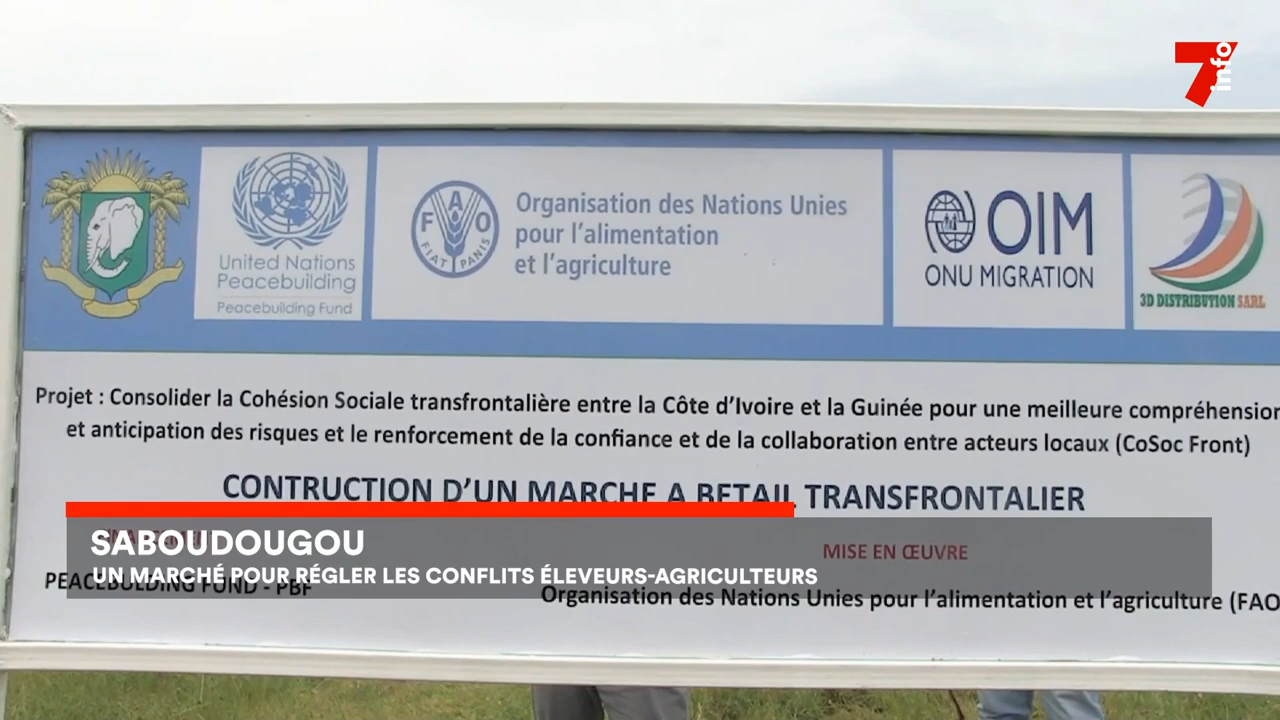 7 info
United Nations
Peacebuilding
Peacebuilding Fund
F A O
FIAT PANIS
Organisation des Nations Unies
pour l'alimentation
et l'agriculture
OIM
ONU MIGRATION
3D DISTRIBUTION SARL
Projet : Consolider la Cohésion Sociale transfrontalière entre la Côte d'Ivoire et la Guinée pour une meilleure compréhension
et anticipation des risques et le renforcement de la confiance et de la collaboration entre acteurs locaux (CoSoc Front)
CONTRUCTION D'UN MARCHE A BETAIL TRANSFRONTALIER
SABOUDOUGOU
MISE EN ŒUVRE
UN MARCHÉ POUR RÉGLER LES CONFLITS ÉLEVEURS-AGRICULTEURS
PEACEBUILDING FUND - PBF
Organisation des Nations Unies pour l'alimentation et l'agriculture (FAO